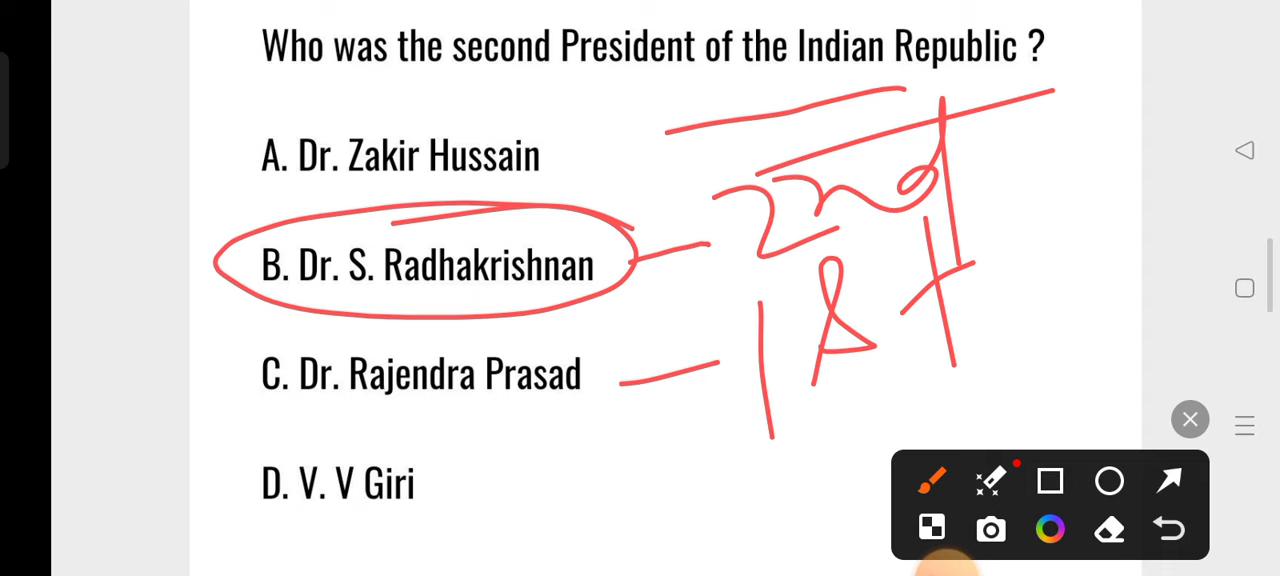 Who was the second President of the Indian Republic ?
A. Dr. Zakir Hussain
2nd
B. Dr. S. Radhakrishnan
1st
C. Dr. Rajendra Prasad
D. V. V Giri